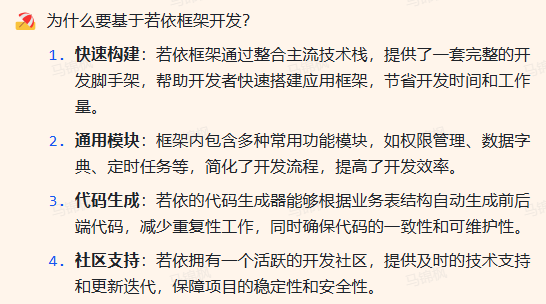 为什么要基于若依框架开发？
1. 快速构建：若依框架通过整合主流技术栈，提供了一套完整的开
发脚手架，帮助开发者快速搭建应用框架，节省开发时间和工作
量。
2. 通用模块：框架内包含多种常用功能模块，如权限管理、数据字
典、定时任务等，简化了开发流程，提高了开发效率。
3. 代码生成：若依的代码生成器能够根据业务表结构自动生成前后
端代码，减少重复性工作，同时确保代码的一致性和可维护性。
4. 社区支持：若依拥有一个活跃的开发社区，提供及时的技术支持
和更新迭代，保障项目的稳定性和安全性。